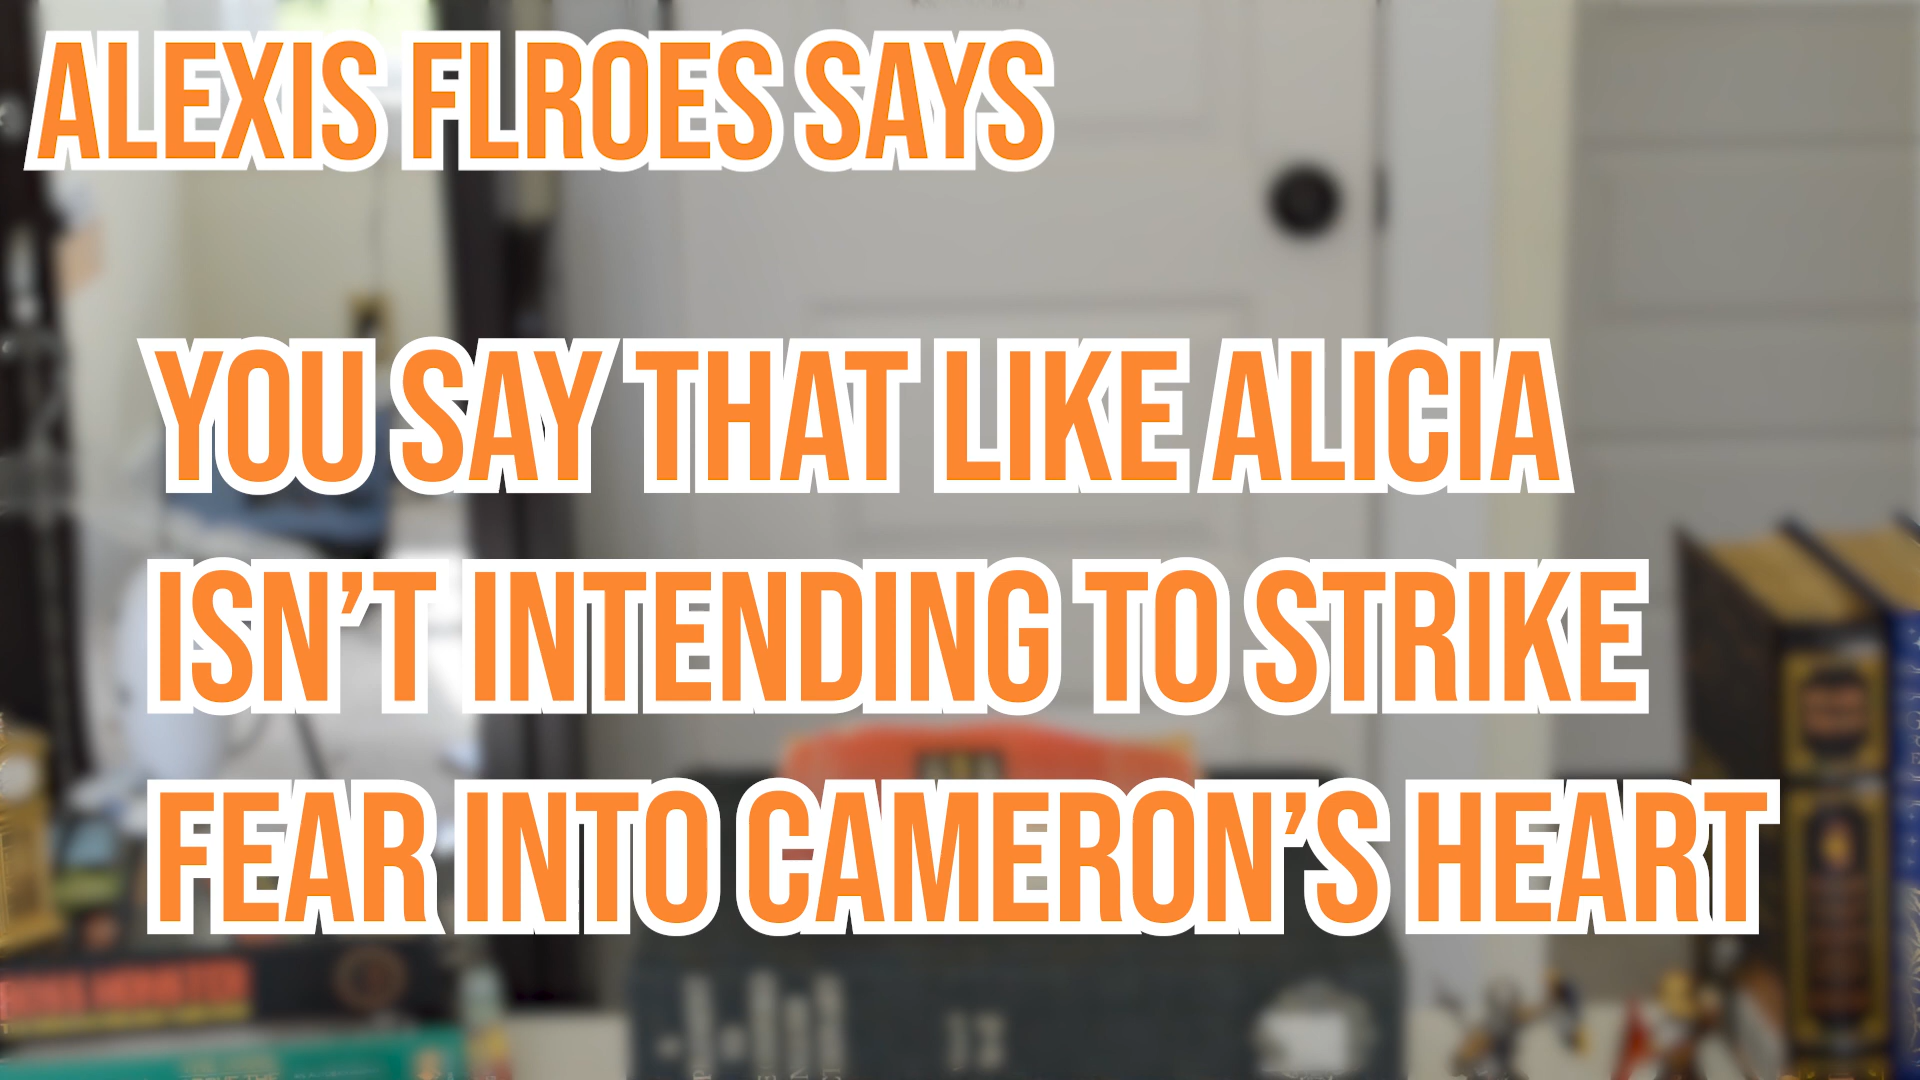 ALEXIS FLROES SAYS
YOU SAY THAT LIKE ALICIA
ISN'T INTENDING TO STRIKE
FEAR INTO CAMERON'S HEART